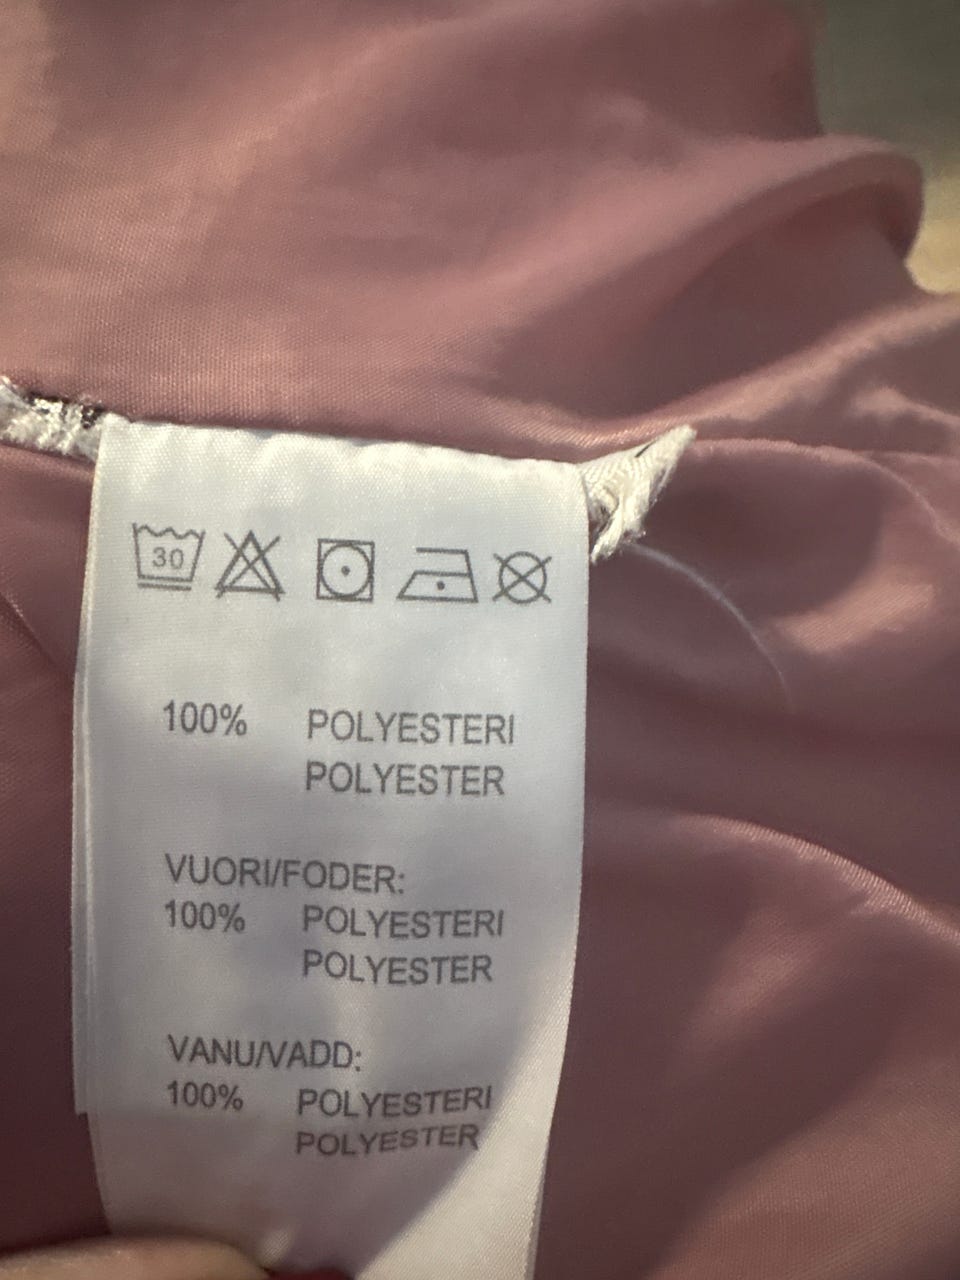 30
100% POLYESTERI
POLYESTER
VUORI/FODER:
100% POLYESTERI
POLYESTER
VANU/VADD:
100% POLYESTERI
POLYESTER